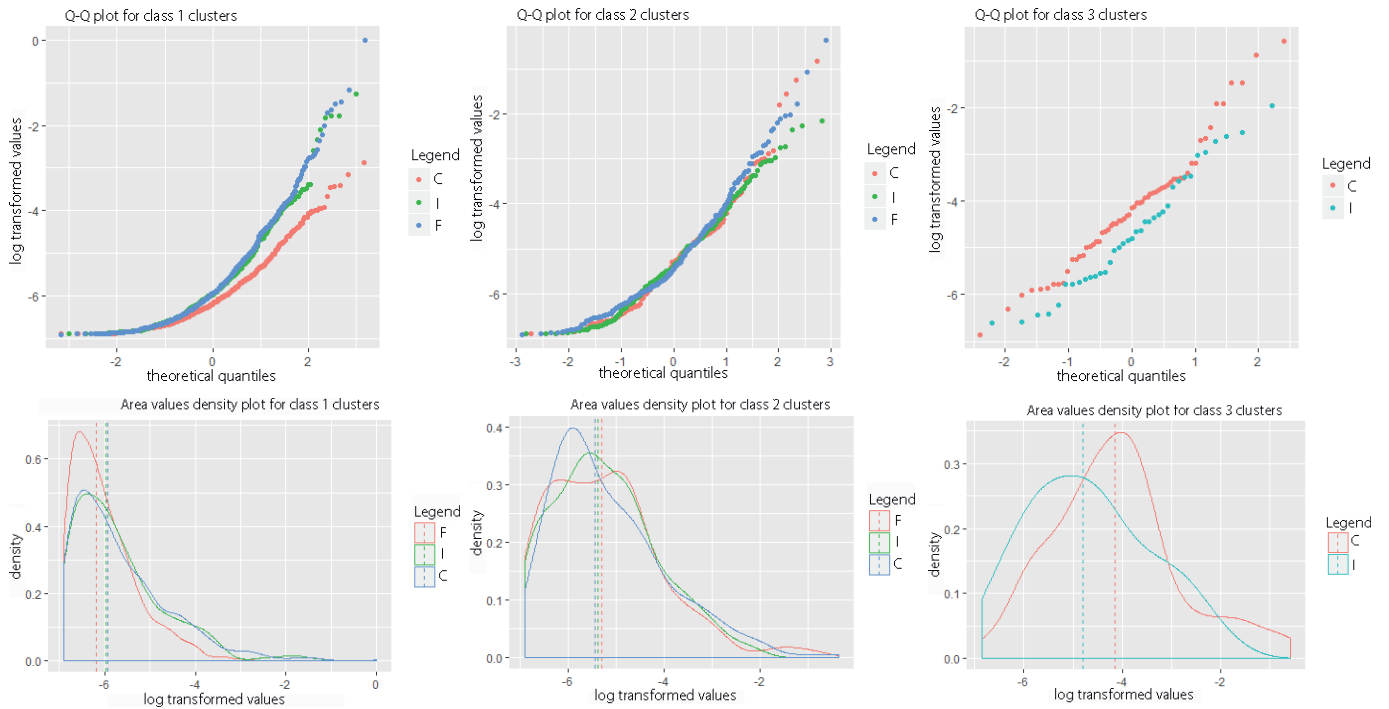 Q-Q plot for class 1 clusters
Q-Q plot for class 2 clusters
Q-Q plot for class 3 clusters
log transformed values
0
-2
-4
-6
-2
0
2
theoretical quantiles
Legend
C
I
F
log transformed values
-2
-4
-6
-3
-2
-1
0
1
2
3
theoretical quantiles
Legend
C
I
F
log transformed values
-2
-4
-6
-2
-1
0
1
2
theoretical quantiles
Legend
C
I
Area values density plot for class 1 clusters
Area values density plot for class 2 clusters
Area values density plot for class 3 clusters
density
0.6
0.4
0.2
0.0
-6
-4
-2
0
log transformed values
Legend
F
I
C
density
0.4
0.3
0.2
0.1
0.0
-6
-4
-2
log transformed values
Legend
F
I
C
density
0.3
0.2
0.1
0.0
-6
-4
-2
log transformed values
Legend
C
I